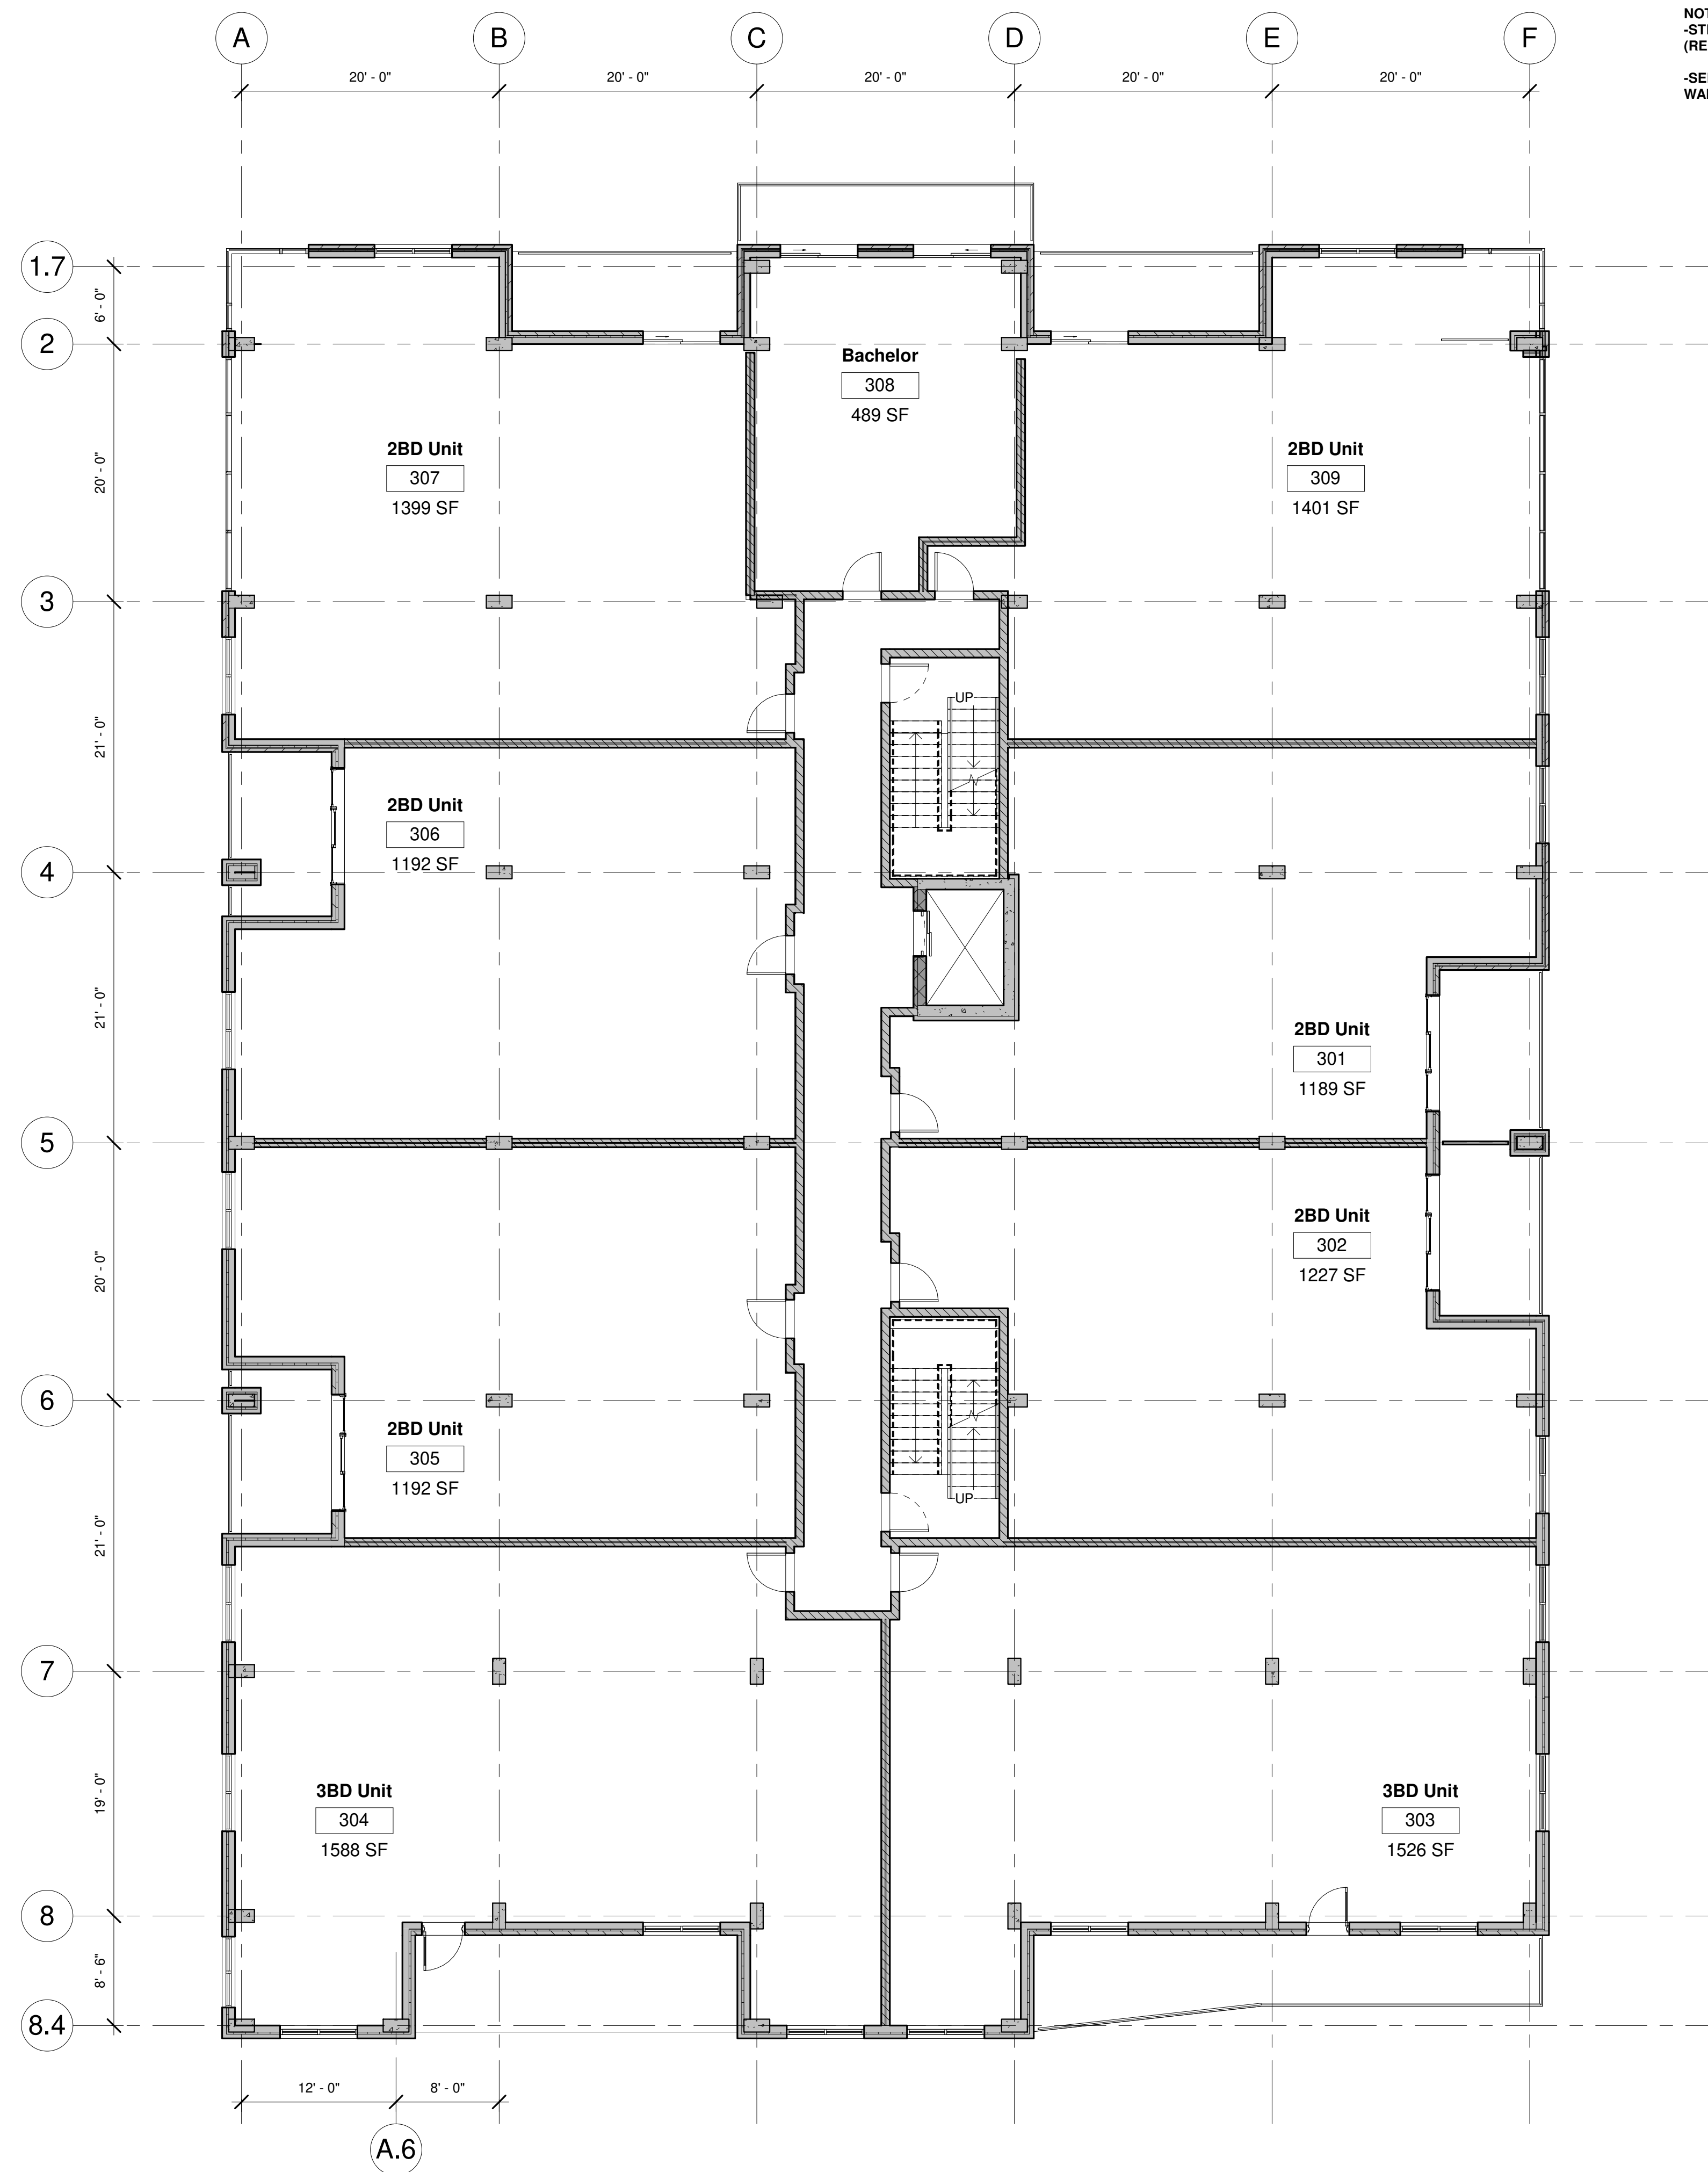 A
B
C
D
E
F
20' - 0"
20' - 0"
20' - 0"
20' - 0"
20' - 0"
1.7
6' - 0"
2
Bachelor
308
489 SF
2BD Unit
307
1399 SF
2BD Unit
309
1401 SF
20' - 0"
3
UP
21' - 0"
2BD Unit
306
1192 SF
4
21' - 0"
2BD Unit
301
1189 SF
5
2BD Unit
302
1227 SF
20' - 0"
6
2BD Unit
305
1192 SF
UP
21' - 0"
7
19' - 0"
3BD Unit
304
1588 SF
3BD Unit
303
1526 SF
8
8' - 6"
8.4
12' - 0"
8' - 0"
A.6